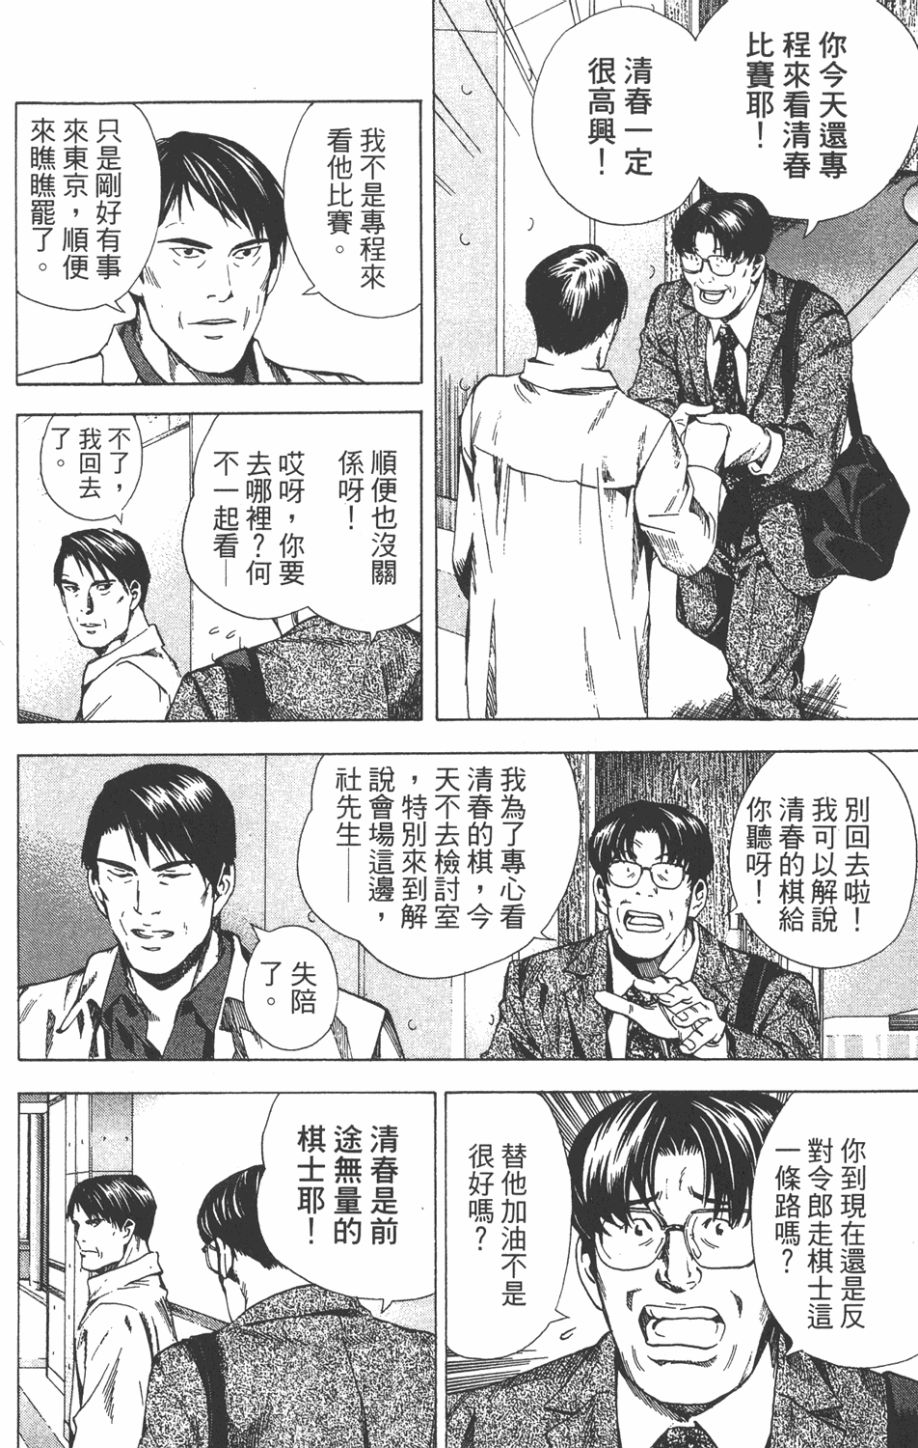 你今天還專
程來看清春
比賽耶！
清春一定
很高興！
我不是專程來
看他比賽。
只是剛好有事
來東京，順便
來瞧瞧罷了。
順便也沒關
係呀！
哎呀，你要
去哪裡？何
不一起看——
不了，
我回去
了。
別回去啦！
我可以解說
清春的棋給
你聽呀！
我為了專心看
清春的棋，今
天不去檢討室
，特別來到解
說會場這邊，
社先生——
失陪
了。
你到現在還是反
對令郎走棋士這
一條路嗎？
替他加油不是
很好嗎？
清春是前
途無量的
棋士耶！